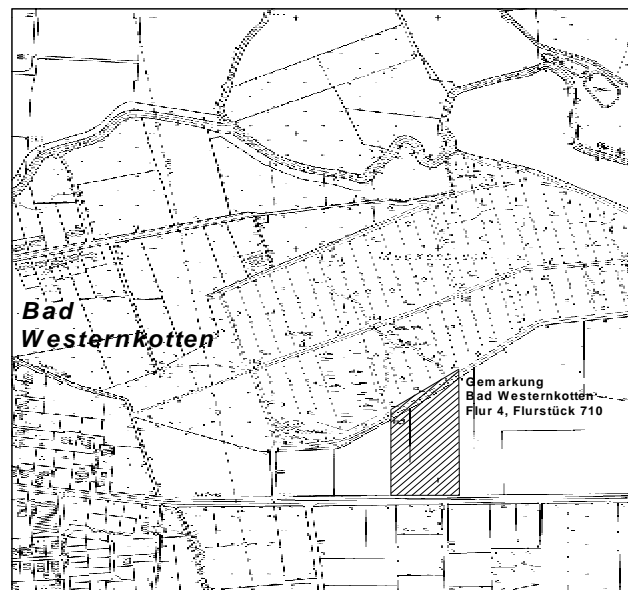 Bad
Westernkotten
Gemarkung
Bad Westernkotten
Flur 4, Flurstück 710